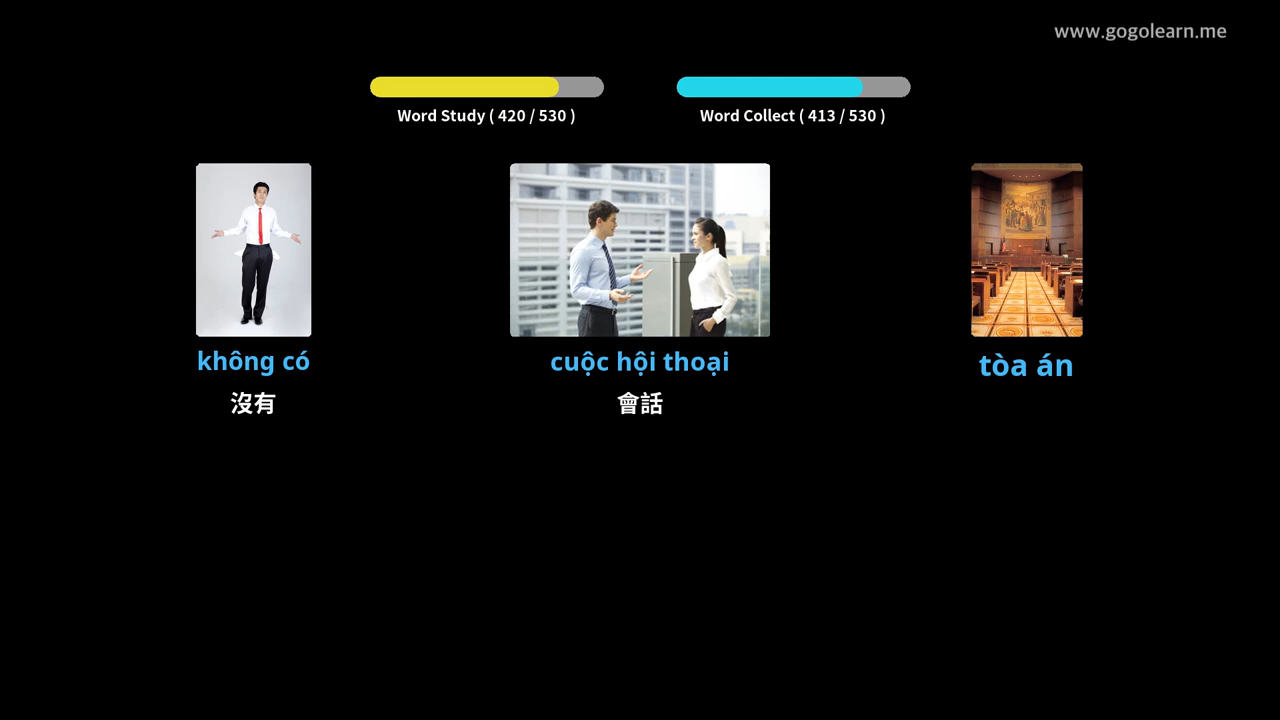 www.gogolearn.me
Word Study ( 420 / 530 )
Word Collect ( 413 / 530 )
không có
cuộc hội thoại
tòa án
沒有
會話